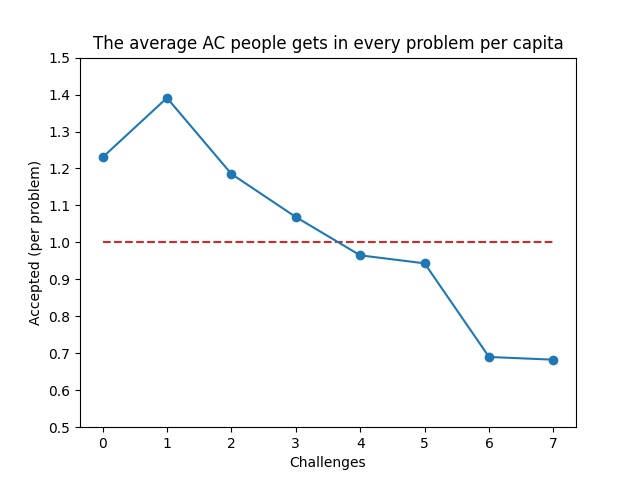 The average AC people gets in every problem per capita
Accepted (per problem)
1.5
1.4
1.3
1.2
1.1
1.0
0.9
0.8
0.7
0.6
0.5
0 1 2 3 4 5 6 7
Challenges